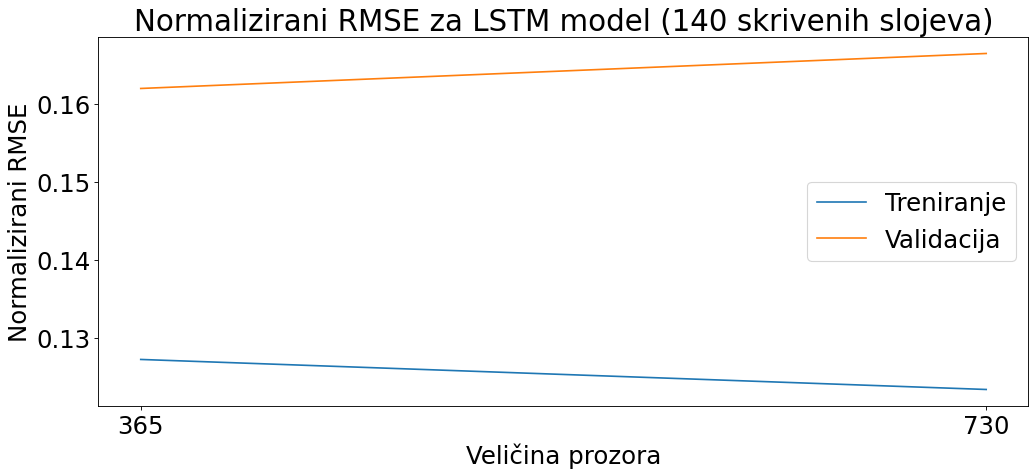 Normalizirani RMSE za LSTM model (140 skrivenih slojeva)
Normalizirani RMSE
0.16
0.15
0.14
0.13
Treniranje
Validacija
365
730
Veličina prozora